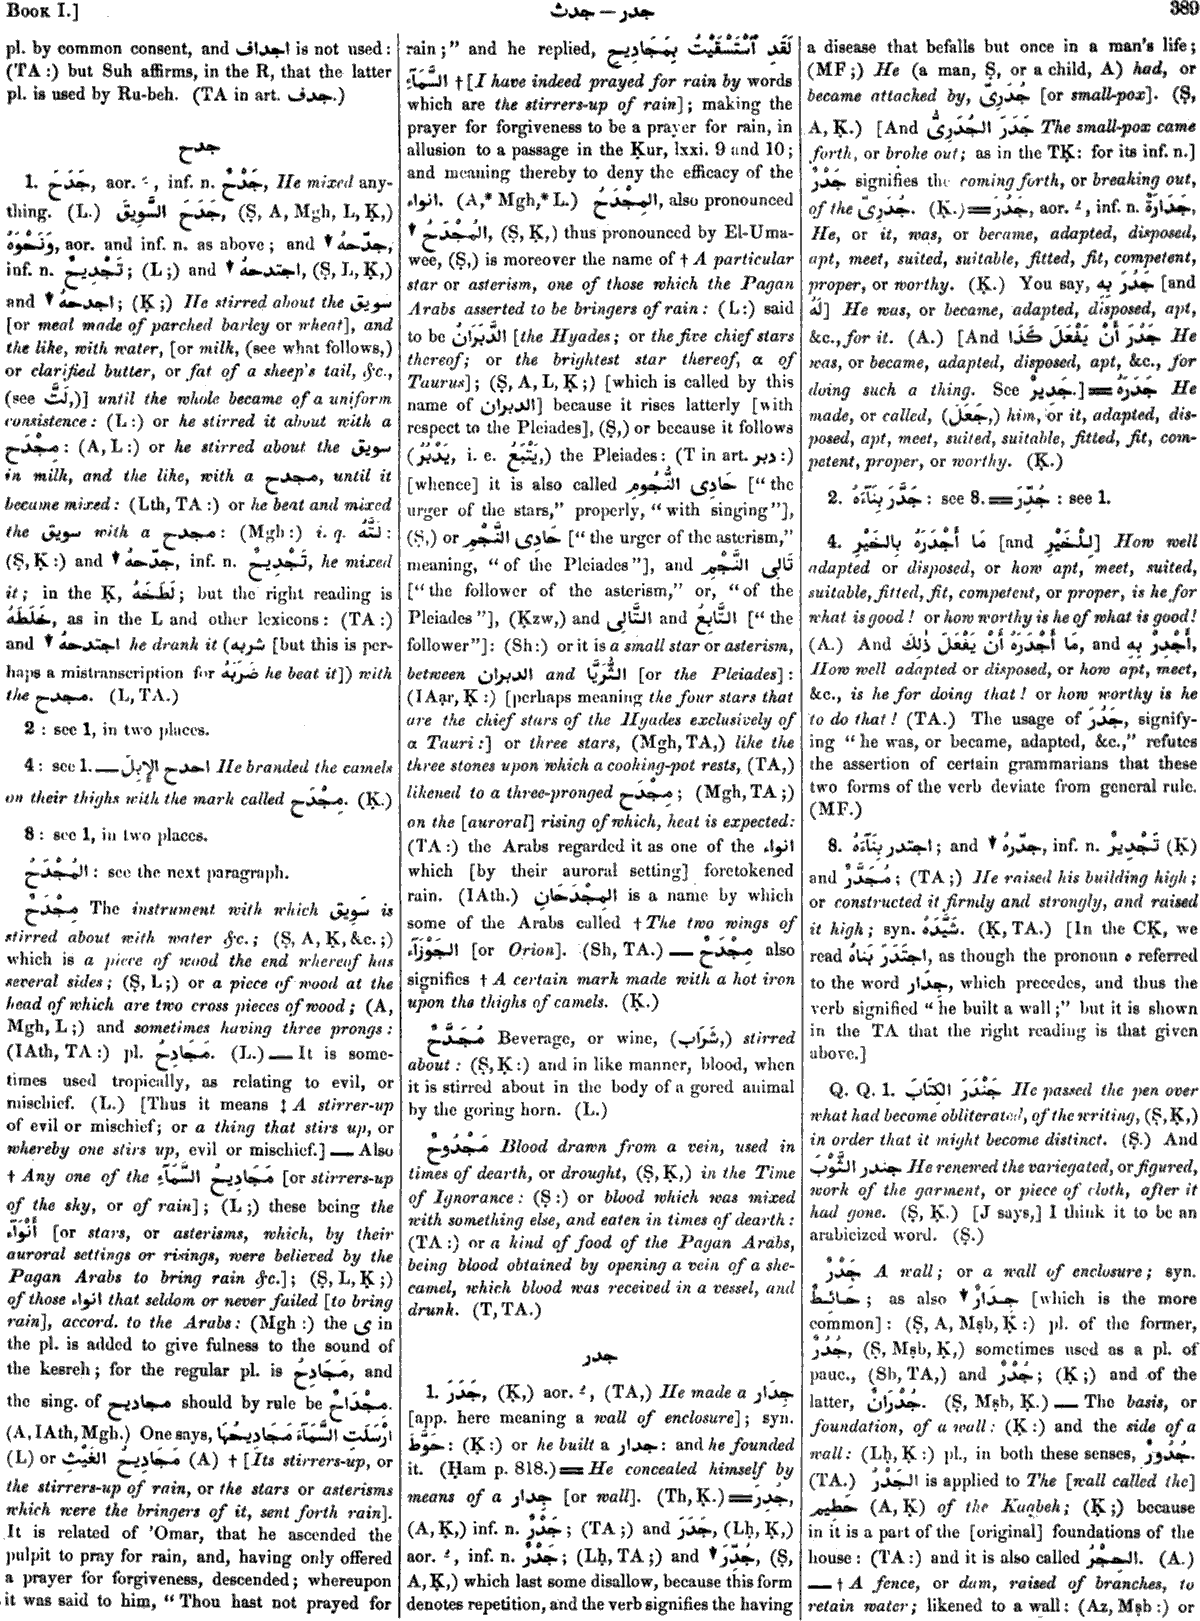 Book I.]
جدر — جدث
389
pl. by common consent, and اجداف is not used:
(TA:) but Suh affirms, in the R, that the latter
pl. is used by Ru-beh. (TA in art. جدف.)
جدح
1. جَدَحَ, aor. ـَ, inf. n. جَدْحٌ, He mixed any-
thing. (L.) جَدَحَ السَّوِيقَ, (Ṣ, A, Mgh, L, Ḳ,)
وَنَحْوَهُ, aor. and inf. n. as above; and ▼ جدّحهُ,
inf. n. تَجْدِيحٌ; (L;) and ▼ اجتدحهُ, (Ṣ, L, Ḳ,)
and ▼ اجدحهُ; (Ḳ;) He stirred about the سويق
[or meal made of parched barley or wheat], and
the like, with water, [or milk, (see what follows,)
or clarified butter, or fat of a sheep's tail, &c.,
(see لَتَّ,)] until the whole became of a uniform
consistence: (L:) or he stirred it about with a
مِجْدَح: (A, L:) or he stirred about the سويق
in milk, and the like, with a مجدح, until it
became mixed: (Lth, TA:) or he beat and mixed
the سويق with a مجدح: (Mgh:) i. q. لَتَّهُ:
(Ṣ, Ḳ:) and ▼ جدّحهُ, inf. n. تَجْدِيحٌ, he mixed
it; in the Ḳ, لَطَخَهُ; but the right reading is
خَلَطَهُ, as in the L and other lexicons: (TA:)
and ▼ اجتدحهُ he drank it (شربه [but this is per-
haps a mistranscription for ضَرَبَهُ he beat it]) with
the مجدح. (L, TA.)
2: see 1, in two places.
4: see 1. — اجدح الإِبِلَ He branded the camels
on their thighs with the mark called مِجْدَح. (Ḳ.)
8: see 1, in two places.
المُجْدَحُ: see the next paragraph.
مِجْدَحٌ The instrument with which سَوِيق is
stirred about with water &c.; (Ṣ, A, Ḳ, &c.;)
which is a piece of wood the end whereof has
several sides; (Ṣ, L;) or a piece of wood at the
head of which are two cross pieces of wood; (A,
Mgh, L;) and sometimes having three prongs:
(IAth, TA:) pl. مَجَادِحُ. (L.) — It is some-
times used tropically, as relating to evil, or
mischief. (L.) [Thus it means ‡ A stirrer-up
of evil or mischief; or a thing that stirs up, or
whereby one stirs up, evil or mischief.] — Also
† Any one of the مَجَادِيحُ السَّمَآءِ [or stirrers-up
of the sky, or of rain]; (L;) these being the
أَنْوَآء [or stars, or asterisms, which, by their
auroral settings or risings, were believed by the
Pagan Arabs to bring rain &c.]; (Ṣ, L, Ḳ;)
of those انواء that seldom or never failed [to bring
rain], accord. to the Arabs: (Mgh:) the ى in
the pl. is added to give fulness to the sound of
the kesreh; for the regular pl. is مَجَادِحُ, and
the sing. of مجاديح should by rule be مِجْدَاحٌ.
(A, IAth, Mgh.) One says, أَرْسَلَتِ السَّمَآءُ مَجَادِيحَهَا
(L) or مَجَادِيحُ الغَيْثِ (A) † [Its stirrers-up, or
the stirrers-up of rain, or the stars or asterisms
which were the bringers of it, sent forth rain].
It is related of 'Omar, that he ascended the
pulpit to pray for rain, and, having only offered
a prayer for forgiveness, descended; whereupon
it was said to him, "Thou hast not prayed for
rain;" and he replied, لَقَدِ ٱسْتَسْقَيْتُ بِمَجَادِيحِ
السَّمَآءِ † [I have indeed prayed for rain by words
which are the stirrers-up of rain]; making the
prayer for forgiveness to be a prayer for rain, in
allusion to a passage in the Ḳur, lxxi. 9 and 10;
and meaning thereby to deny the efficacy of the
انواء. (A,* Mgh,* L.) المِجْدَحُ, also pronounced
▼ المُجْدَحُ, (Ṣ, Ḳ,) thus pronounced by El-Uma-
wee, (Ṣ,) is moreover the name of † A particular
star or asterism, one of those which the Pagan
Arabs asserted to be bringers of rain: (L:) said
to be الدَّبَرَانُ [the Hyades; or the five chief stars
thereof; or the brightest star thereof, α of
Taurus]; (Ṣ, A, L, Ḳ;) [which is called by this
name of الدبران] because it rises latterly [with
respect to the Pleiades], (Ṣ,) or because it follows
(يَدْبُرُ, i. e. يَتْبَعُ,) the Pleiades: (T in art. دبر:)
[whence] it is also called حَادِى النُّجُومِ ["the
urger of the stars," properly, "with singing"],
(Ṣ,) or حَادِى النَّجْمِ ["the urger of the asterism,"
meaning, "of the Pleiades"], and تَالِى النَّجْمِ
["the follower of the asterism," or, "of the
Pleiades"], (Ḳzw,) and التَّالِى and التَّابِعُ ["the
follower"]: (Sh:) or it is a small star or asterism,
between الدبران and الثُّرَيَّا [or the Pleiades]:
(IAạr, Ḳ:) [perhaps meaning the four stars that
are the chief stars of the Hyades exclusively of
α Tauri:] or three stars, (Mgh, TA,) like the
three stones upon which a cooking-pot rests, (TA,)
likened to a three-pronged مِجْدَح; (Mgh, TA;)
on the [auroral] rising of which, heat is expected:
(TA:) the Arabs regarded it as one of the انواء
which [by their auroral setting] foretokened
rain. (IAth.) المِجْدَحَانِ is a name by which
some of the Arabs called † The two wings of
الجَوْزَآء [or Orion]. (Sh, TA.) — مِجْدَحٌ also
signifies † A certain mark made with a hot iron
upon the thighs of camels. (Ḳ.)
مُجَدَّحٌ Beverage, or wine, (شَرَاب,) stirred
about: (Ṣ, Ḳ:) and in like manner, blood, when
it is stirred about in the body of a gored animal
by the goring horn. (L.)
مَجْدُوحٌ Blood drawn from a vein, used in
times of dearth, or drought, (Ṣ, Ḳ,) in the Time
of Ignorance: (Ṣ:) or blood which was mixed
with something else, and eaten in times of dearth:
(TA:) or a kind of food of the Pagan Arabs,
being blood obtained by opening a vein of a she-
camel, which blood was received in a vessel, and
drunk. (T, TA.)
جدر
1. جَدَرَ, (Ḳ,) aor. ـُ, (TA,) He made a جِدَار
[app. here meaning a wall of enclosure]; syn.
حَوَّطَ: (Ḳ:) or he built a جدار: and he founded
it. (Ḥam p. 818.) = He concealed himself by
means of a جِدَار [or wall]. (Th, Ḳ.) = جُدِرَ,
(A, Ḳ,) inf. n. جَدْرٌ; (TA;) and جَدَرَ, (Lḥ, Ḳ,)
aor. ـُ, inf. n. جَدْرٌ; (Lḥ, TA;) and ▼ جُدِّرَ, (Ṣ,
A, Ḳ,) which last some disallow, because this form
denotes repetition, and the verb signifies the having
a disease that befalls but once in a man's life;
(MF;) He (a man, Ṣ, or a child, A) had, or
became attacked by, جُدَرِىّ [or small-pox]. (Ṣ,
A, Ḳ.) [And جَدَرَ الجُدَرِىُّ The small-pox came
forth, or broke out; as in the TḲ: for its inf. n.]
جَدْرٌ signifies the coming forth, or breaking out,
of the جُدَرِىّ. (Ḳ.) = جَدُرَ, aor. ـُ, inf. n. جَدَارَةٌ,
He, or it, was, or became, adapted, disposed,
apt, meet, suited, suitable, fitted, fit, competent,
proper, or worthy. (Ḳ.) You say, جَدُرَ بِهِ [and
لَهُ] He was, or became, adapted, disposed, apt,
&c., for it. (A.) [And جَدُرَ أَنْ يَفْعَلَ كَذَا He
was, or became, adapted, disposed, apt, &c., for
doing such a thing. See جَدِيرٌ.] = جَدَرَهُ He
made, or called, (جَعَلَ,) him, or it, adapted, dis-
posed, apt, meet, suited, suitable, fitted, fit, com-
petent, proper, or worthy. (Ḳ.)
2. جَدَّرَ بِنَآءَهُ: see 8. = جُدِّرَ: see 1.
4. مَا أَجْدَرَهُ بِالخَيْرِ [and لِلْخَيْرِ] How well
adapted or disposed, or how apt, meet, suited,
suitable, fitted, fit, competent, or proper, is he for
what is good! or how worthy is he of what is good!
(A.) And مَا أَجْدَرَهُ أَنْ يَفْعَلَ ذٰلِكَ, and أَجْدِرْ بِهِ,
How well adapted or disposed, or how apt, meet,
&c., is he for doing that! or how worthy is he
to do that! (TA.) The usage of جَدُرَ, signify-
ing "he was, or became, adapted, &c.," refutes
the assertion of certain grammarians that these
two forms of the verb deviate from general rule.
(MF.)
8. اجتدر بِنَآءَهُ; and ▼ جدّرهُ, inf. n. تَجْدِيرٌ (Ḳ)
and مُجَدَّرٌ; (TA;) He raised his building high;
or constructed it firmly and strongly, and raised
it high; syn. شَيَّدَهُ. (Ḳ, TA.) [In the CḲ, we
read اجتَدَرَ بَناهُ, as though the pronoun ه referred
to the word جِدَار, which precedes, and thus the
verb signified "he built a wall;" but it is shown
in the TA that the right reading is that given
above.]
Q. Q. 1. جَنْدَرَ الكِتَابَ He passed the pen over
what had become obliterated, of the writing, (Ṣ, Ḳ,)
in order that it might become distinct. (Ṣ.) And
جندر الثَّوْبَ He renewed the variegated, or figured,
work of the garment, or piece of cloth, after it
had gone. (Ṣ, Ḳ.) [J says,] I think it to be an
arabicized word. (Ṣ.)
جَدْرٌ A wall; or a wall of enclosure; syn.
حَائِطٌ; as also ▼ جِدَارٌ [which is the more
common]: (Ṣ, A, Mṣb, Ḳ:) pl. of the former,
جُدُرٌ, (Ṣ, Mṣb, Ḳ,) sometimes used as a pl. of
pauc., (Sb, TA,) and جُدْرٌ; (Ḳ;) and of the
latter, جُدْرَانٌ. (Ṣ, Mṣb, Ḳ.) — The basis, or
foundation, of a wall: (Ḳ:) and the side of a
wall: (Lḥ, Ḳ:) pl., in both these senses, جُدُورٌ.
(TA.) الجَدْرُ is applied to The [wall called the]
حَطِيم (A, Ḳ) of the Kaạbeh; (Ḳ;) because
in it is a part of the [original] foundations of the
house: (TA:) and it is also called الحِجْرُ. (A.)
— † A fence, or dam, raised of branches, to
retain water; likened to a wall: (Az, Mṣb:) or